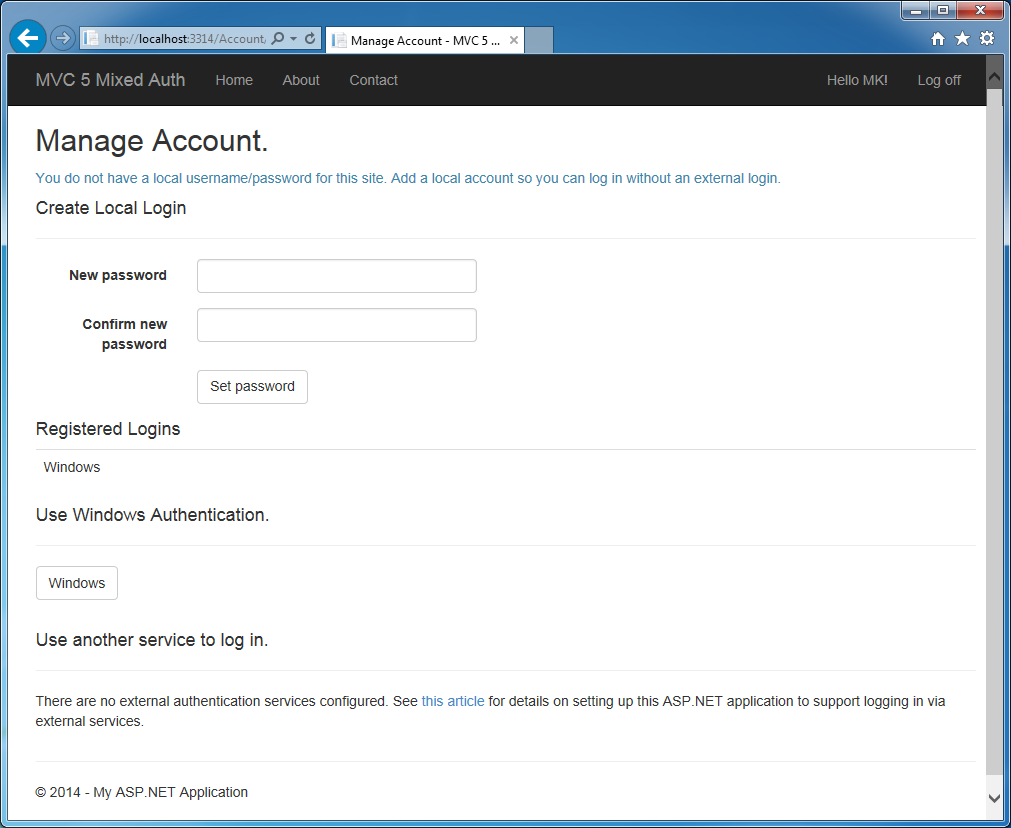 http://localhost:3314/Account,
Manage Account - MVC 5 ...
MVC 5 Mixed Auth Home About Contact Hello MK! Log off
Manage Account.
You do not have a local username/password for this site. Add a local account so you can log in without an external login.
Create Local Login
New password
Confirm new
password
Set password
Registered Logins
Windows
Use Windows Authentication.
Windows
Use another service to log in.
There are no external authentication services configured. See this article for details on setting up this ASP.NET application to support logging in via
external services.
© 2014 - My ASP.NET Application